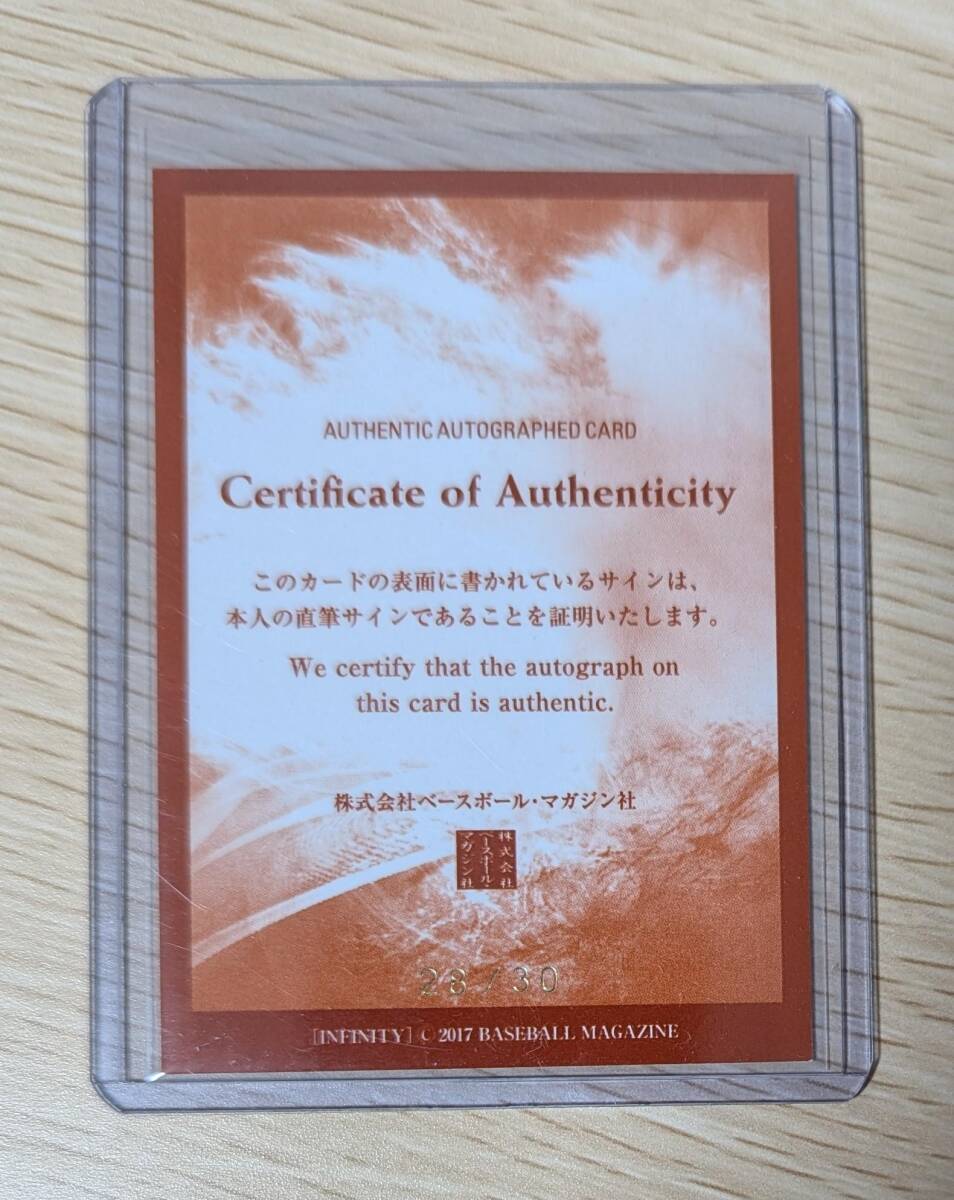 AUTHENTIC AUTOGRAPHED CARD
Certificate of Authenticity
このカードの表面に書かれているサインは、
本人の直筆サインであることを証明いたします。
We certify that the autograph on
this card is authentic.
株式会社ベースボール・マガジン社
株式会社
ベースボール・
マガジン社
28/30
[INFINITY] © 2017 BASEBALL MAGAZINE